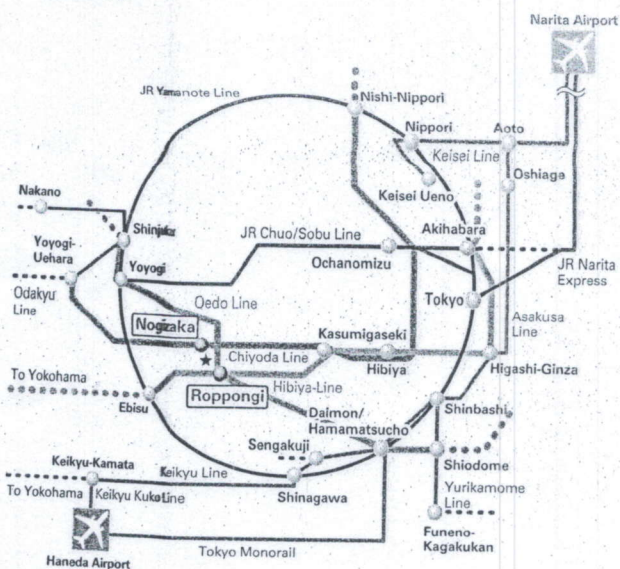 Narita Airport
JR Yamanote Line
Nishi-Nippori
Nippori
Aoto
Keisei Line
Oshiage
Keisei Ueno
Nakano
Shinjuku
JR Chuo/Sobu Line
Akihabara
Yoyogi-
Uehara
Yoyogi
Ochanomizu
JR Narita
Express
Odakyu
Line
Oedo Line
Tokyo
Asakusa
Line
Nogizaka
Kasumigaseki
Chiyoda Line
Hibiya
Higashi-Ginza
To Yokohama
Hibiya-Line
Roppongi
Ebisu
Daimon/
Hamamatsucho
Shinbashi
Sengakuji
Shiodome
Keikyu-Kamata
Keikyu Line
To Yokohama
Keikyu Kuko Line
Shinagawa
Yurikamome
Line
Funeno-
Kagakukan
Tokyo Monorail
Haneda Airport